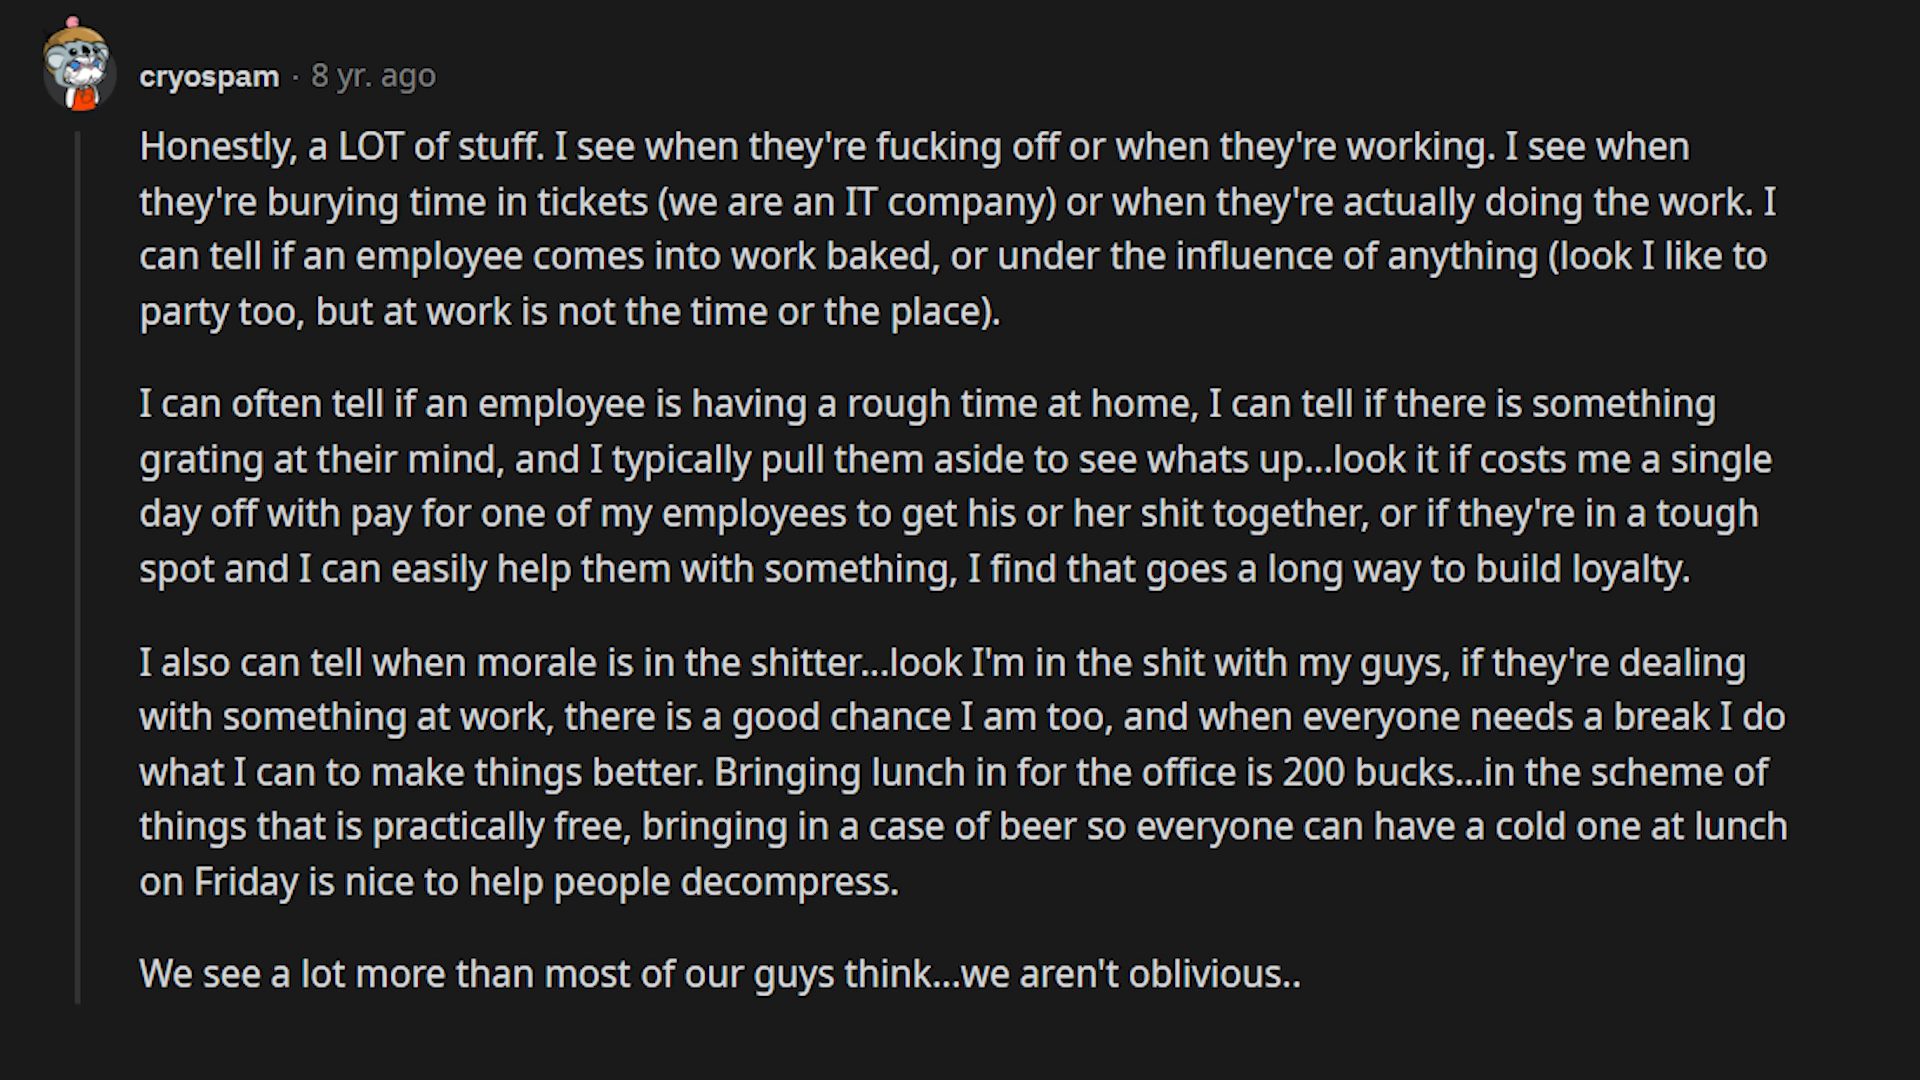 cryospam · 8 yr. ago
Honestly, a LOT of stuff. I see when they're fucking off or when they're working. I see when
they're burying time in tickets (we are an IT company) or when they're actually doing the work. I
can tell if an employee comes into work baked, or under the influence of anything (look I like to
party too, but at work is not the time or the place).
I can often tell if an employee is having a rough time at home, I can tell if there is something
grating at their mind, and I typically pull them aside to see whats up...look it if costs me a single
day off with pay for one of my employees to get his or her shit together, or if they're in a tough
spot and I can easily help them with something, I find that goes a long way to build loyalty.
I also can tell when morale is in the shitter...look I'm in the shit with my guys, if they're dealing
with something at work, there is a good chance I am too, and when everyone needs a break I do
what I can to make things better. Bringing lunch in for the office is 200 bucks...in the scheme of
things that is practically free, bringing in a case of beer so everyone can have a cold one at lunch
on Friday is nice to help people decompress.
We see a lot more than most of our guys think...we aren't oblivious..